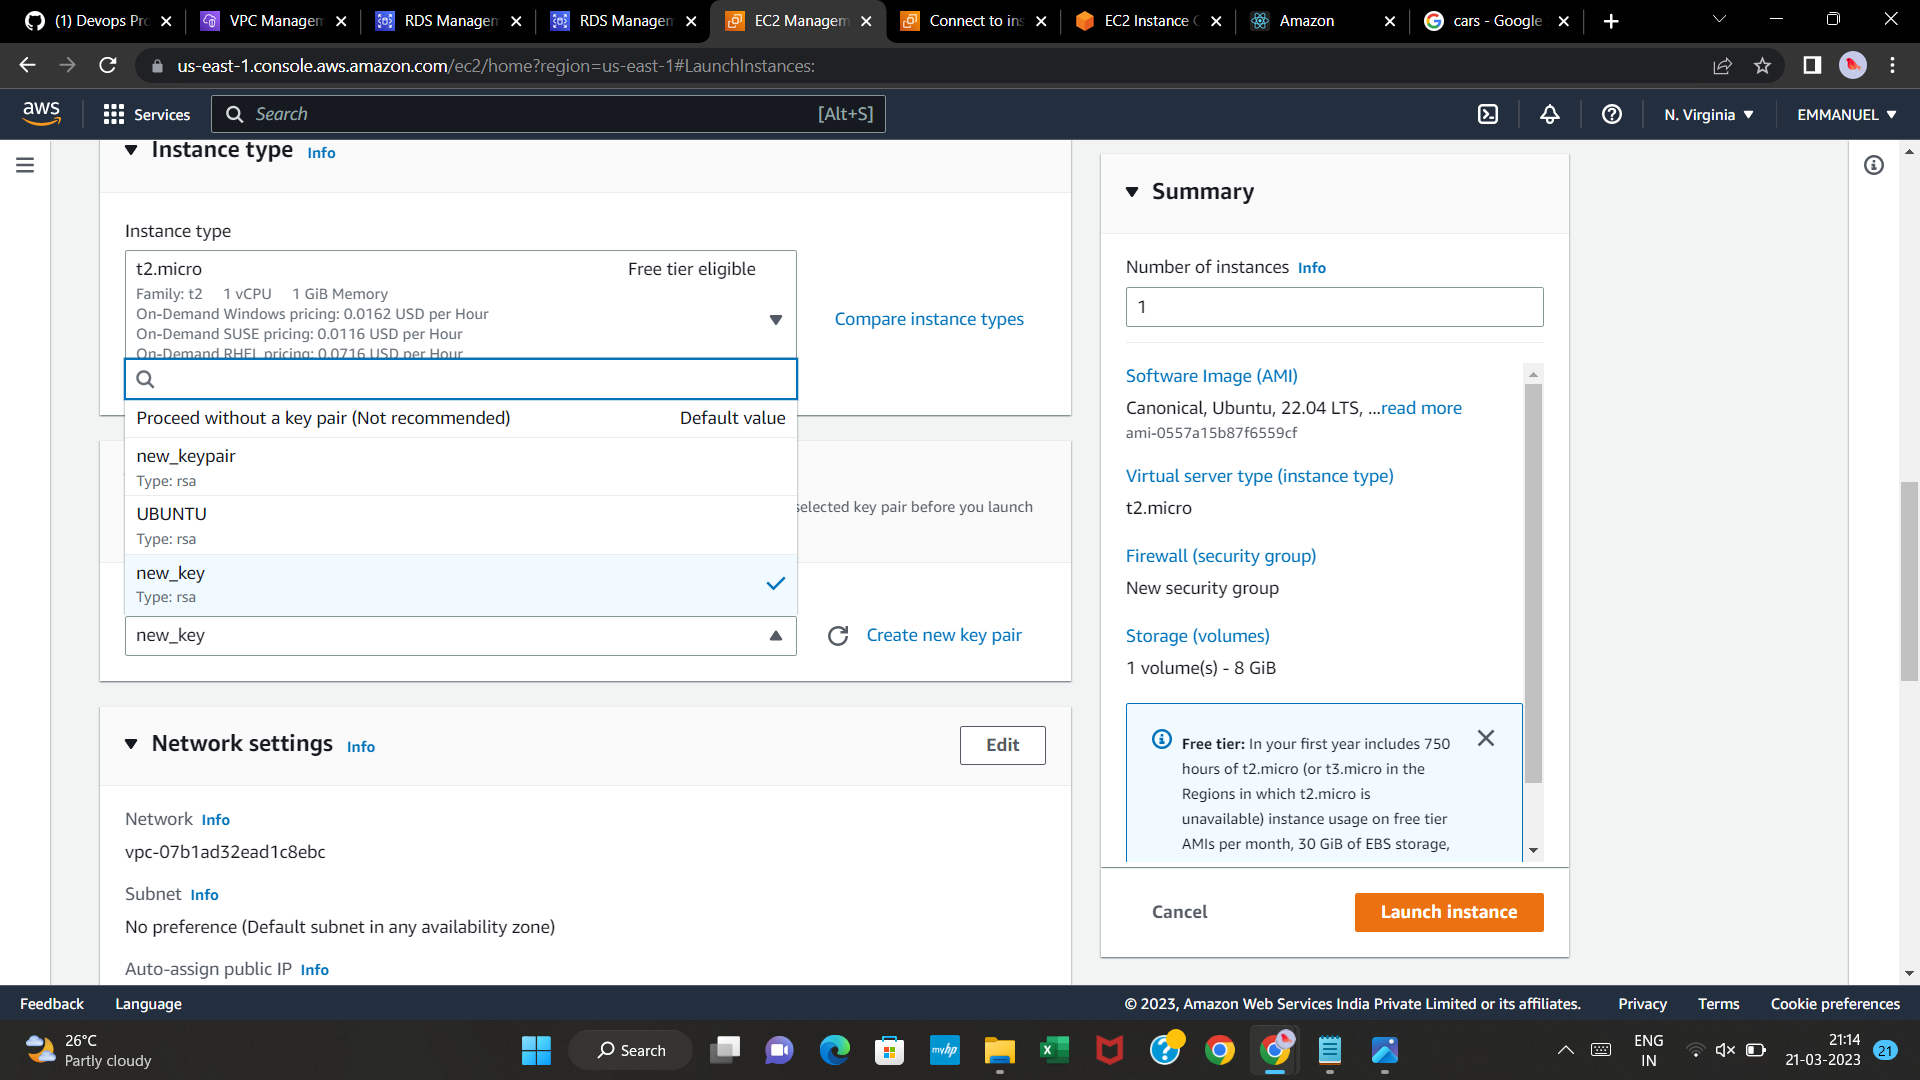 (1) Devops Pro
VPC Managem
RDS Managem
RDS Managem
EC2 Managem
Connect to ins
EC2 Instance C
Amazon
cars - Google
us-east-1.console.aws.amazon.com/ec2/home?region=us-east-1#LaunchInstances:
aws
Services
Search
[Alt+S]
N. Virginia
EMMANUEL
Instance type Info
Instance type
t2.micro
Free tier eligible
Family: t2 1 vCPU 1 GiB Memory
On-Demand Windows pricing: 0.0162 USD per Hour
On-Demand SUSE pricing: 0.0116 USD per Hour
On-Demand RHEL pricing: 0.0716 USD per Hour
Compare instance types
Proceed without a key pair (Not recommended)
Default value
new_keypair
Type: rsa
selected key pair before you launch
UBUNTU
Type: rsa
new_key
Type: rsa
new_key
Create new key pair
Network settings Info
Edit
Network Info
vpc-07b1ad32ead1c8ebc
Subnet Info
No preference (Default subnet in any availability zone)
Auto-assign public IP Info
Summary
Number of instances Info
1
Software Image (AMI)
Canonical, Ubuntu, 22.04 LTS, ...read more
ami-0557a15b87f6559cf
Virtual server type (instance type)
t2.micro
Firewall (security group)
New security group
Storage (volumes)
1 volume(s) - 8 GiB
Free tier: In your first year includes 750
hours of t2.micro (or t3.micro in the
Regions in which t2.micro is
unavailable) instance usage on free tier
AMIs per month, 30 GiB of EBS storage,
Cancel
Launch instance
Feedback
Language
© 2023, Amazon Web Services India Private Limited or its affiliates.
Privacy
Terms
Cookie preferences
26°C
Partly cloudy
Search
myhp
ENG
IN
21:14
21-03-2023
21